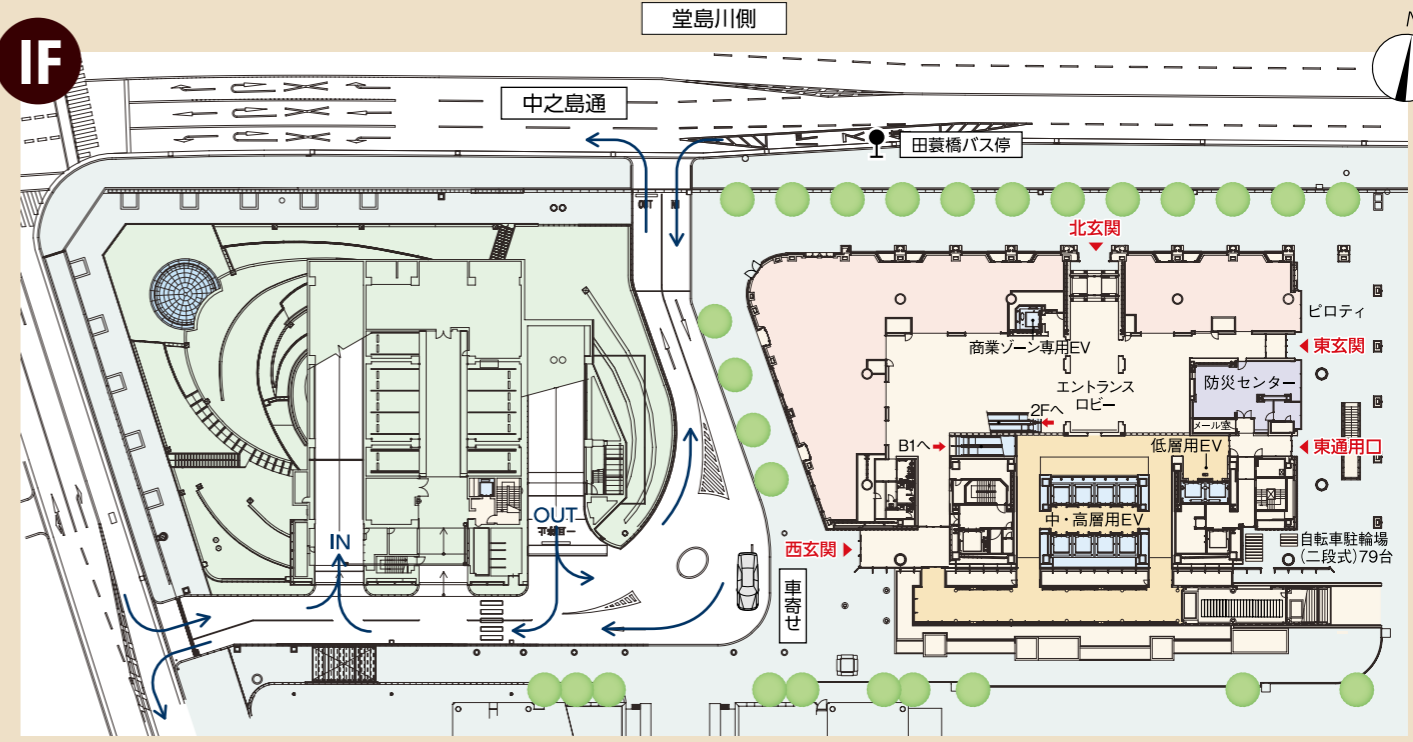 堂島川側
N
1F
中之島通
田蓑橋バス停
OUT
IN
北玄関
ピロティ
商業ゾーン専用EV
東玄関
エントランス
ロビー
防災センター
2Fへ
メール室
B1へ
低層用EV
東通用口
OUT
中・高層用EV
IN
西玄関
自転車駐輪場
(二段式)79台
車寄せ